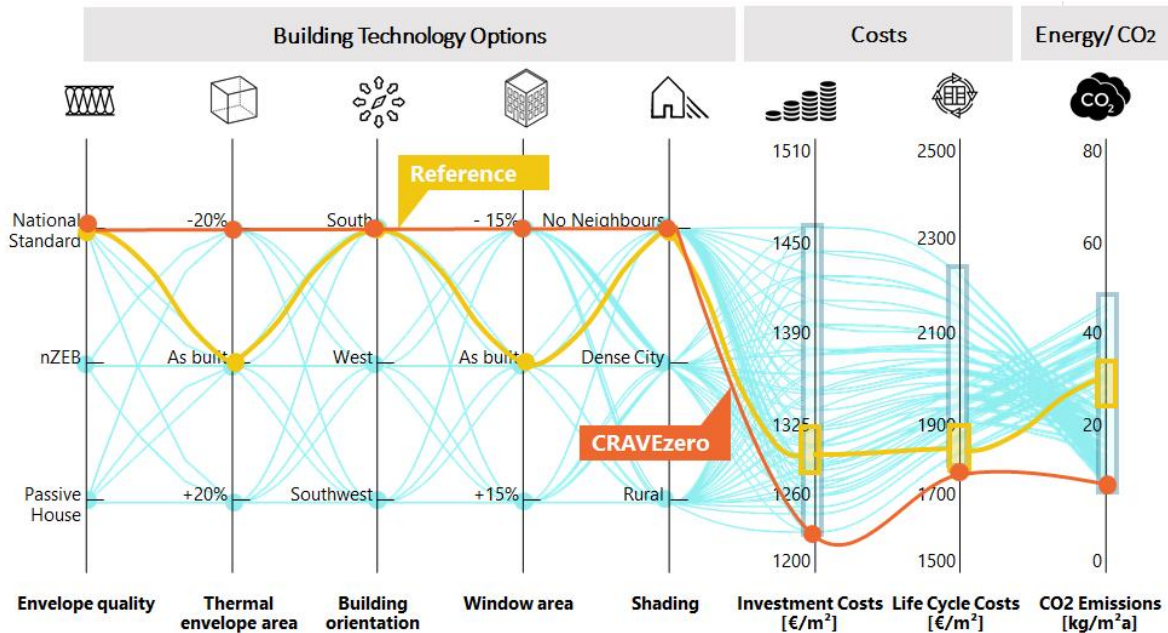 Building Technology Options
Costs
Energy/ CO2
CO2
Reference
1510
2500
80
National
Standard
-20%
South
- 15%
No Neighbours
1450
2300
60
nZEB
As built
West
As built
Dense City
1390
2100
40
CRAVEzero
1325
1900
20
Passive
House
+20%
Southwest
+15%
Rural
1260
1700
1200
1500
0
Envelope quality
Thermal
envelope area
Building
orientation
Window area
Shading
Investment Costs
[€/m²]
Life Cycle Costs
[€/m²]
CO2 Emissions
[kg/m²a]